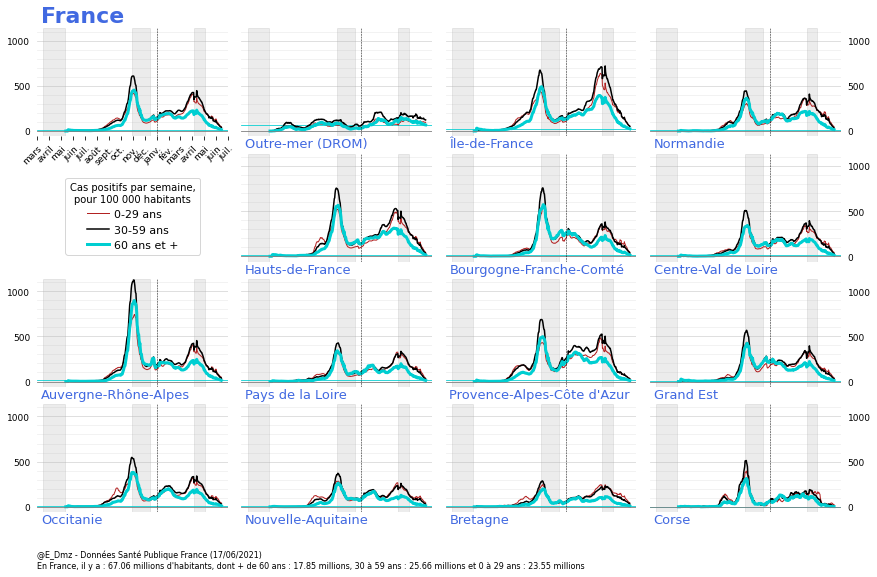 France
1000
500
0
1000
500
0
mars
avril
mai
juin
juil.
août
sept.
oct.
nov.
déc.
janv.
fév.
mars
avril
mai
juin
juil.
Outre-mer (DROM)
Île-de-France
Normandie
Cas positifs par semaine,
pour 100 000 habitants
0-29 ans
30-59 ans
60 ans et +
1000
500
0
Hauts-de-France
Bourgogne-Franche-Comté
Centre-Val de Loire
1000
500
0
1000
500
0
Auvergne-Rhône-Alpes
Pays de la Loire
Provence-Alpes-Côte d'Azur
Grand Est
1000
500
0
1000
500
0
Occitanie
Nouvelle-Aquitaine
Bretagne
Corse
@E_Dmz - Données Santé Publique France (17/06/2021)
En France, il y a : 67.06 millions d'habitants, dont + de 60 ans : 17.85 millions, 30 à 59 ans : 25.66 millions et 0 à 29 ans : 23.55 millions